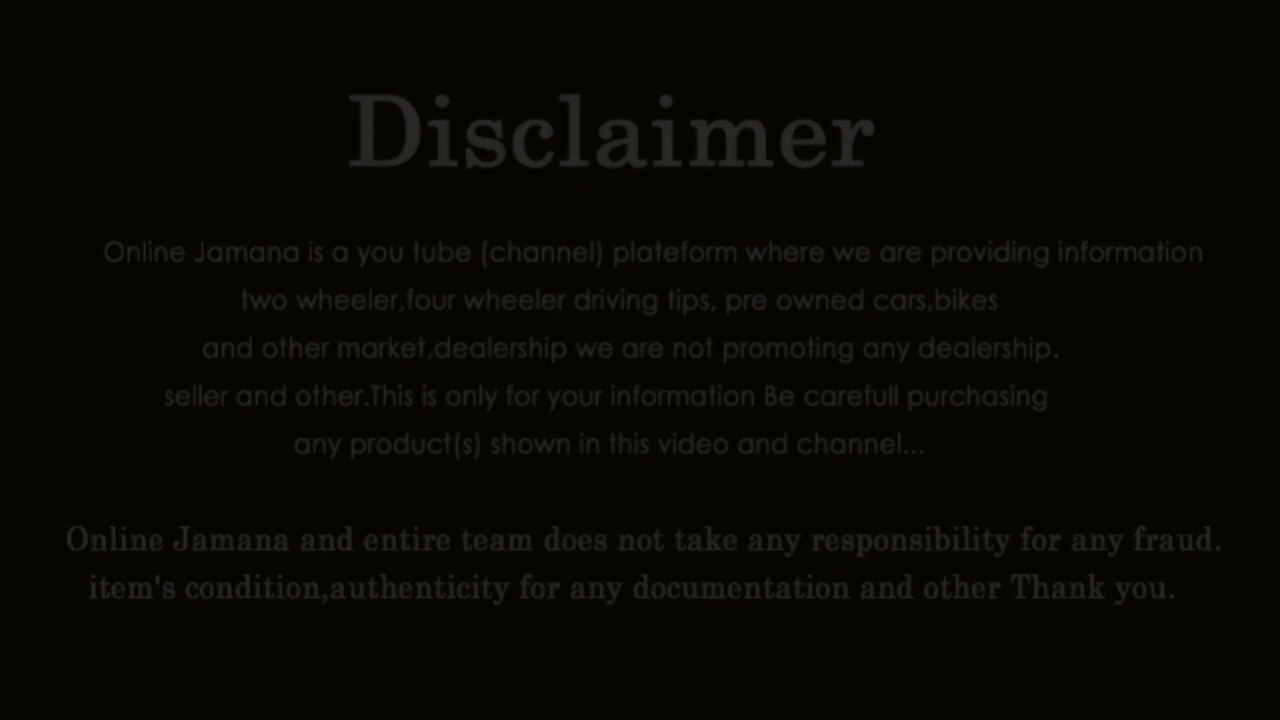 Disclaimer
Online Jamana is a you tube (channel) plateform where we are providing information
two wheeler,four wheeler driving tips, pre owned cars,bikes
and other market,dealership we are not promoting any dealership.
seller and other.This is only for your information Be carefull purchasing
any product(s) shown in this video and channel...
Online Jamana and entire team does not take any responsibility for any fraud.
item's condition,authenticity for any documentation and other Thank you.